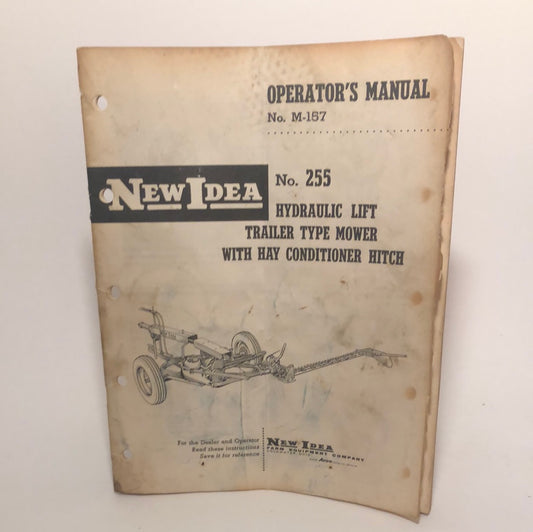 OPERATOR'S MANUAL
No. M-157
NEW IDEA
No. 255
HYDRAULIC LIFT
TRAILER TYPE MOWER
WITH HAY CONDITIONER HITCH
For the Dealer and Operator
Read these instructions
Save it for reference
NEW IDEA
FARM EQUIPMENT COMPANY